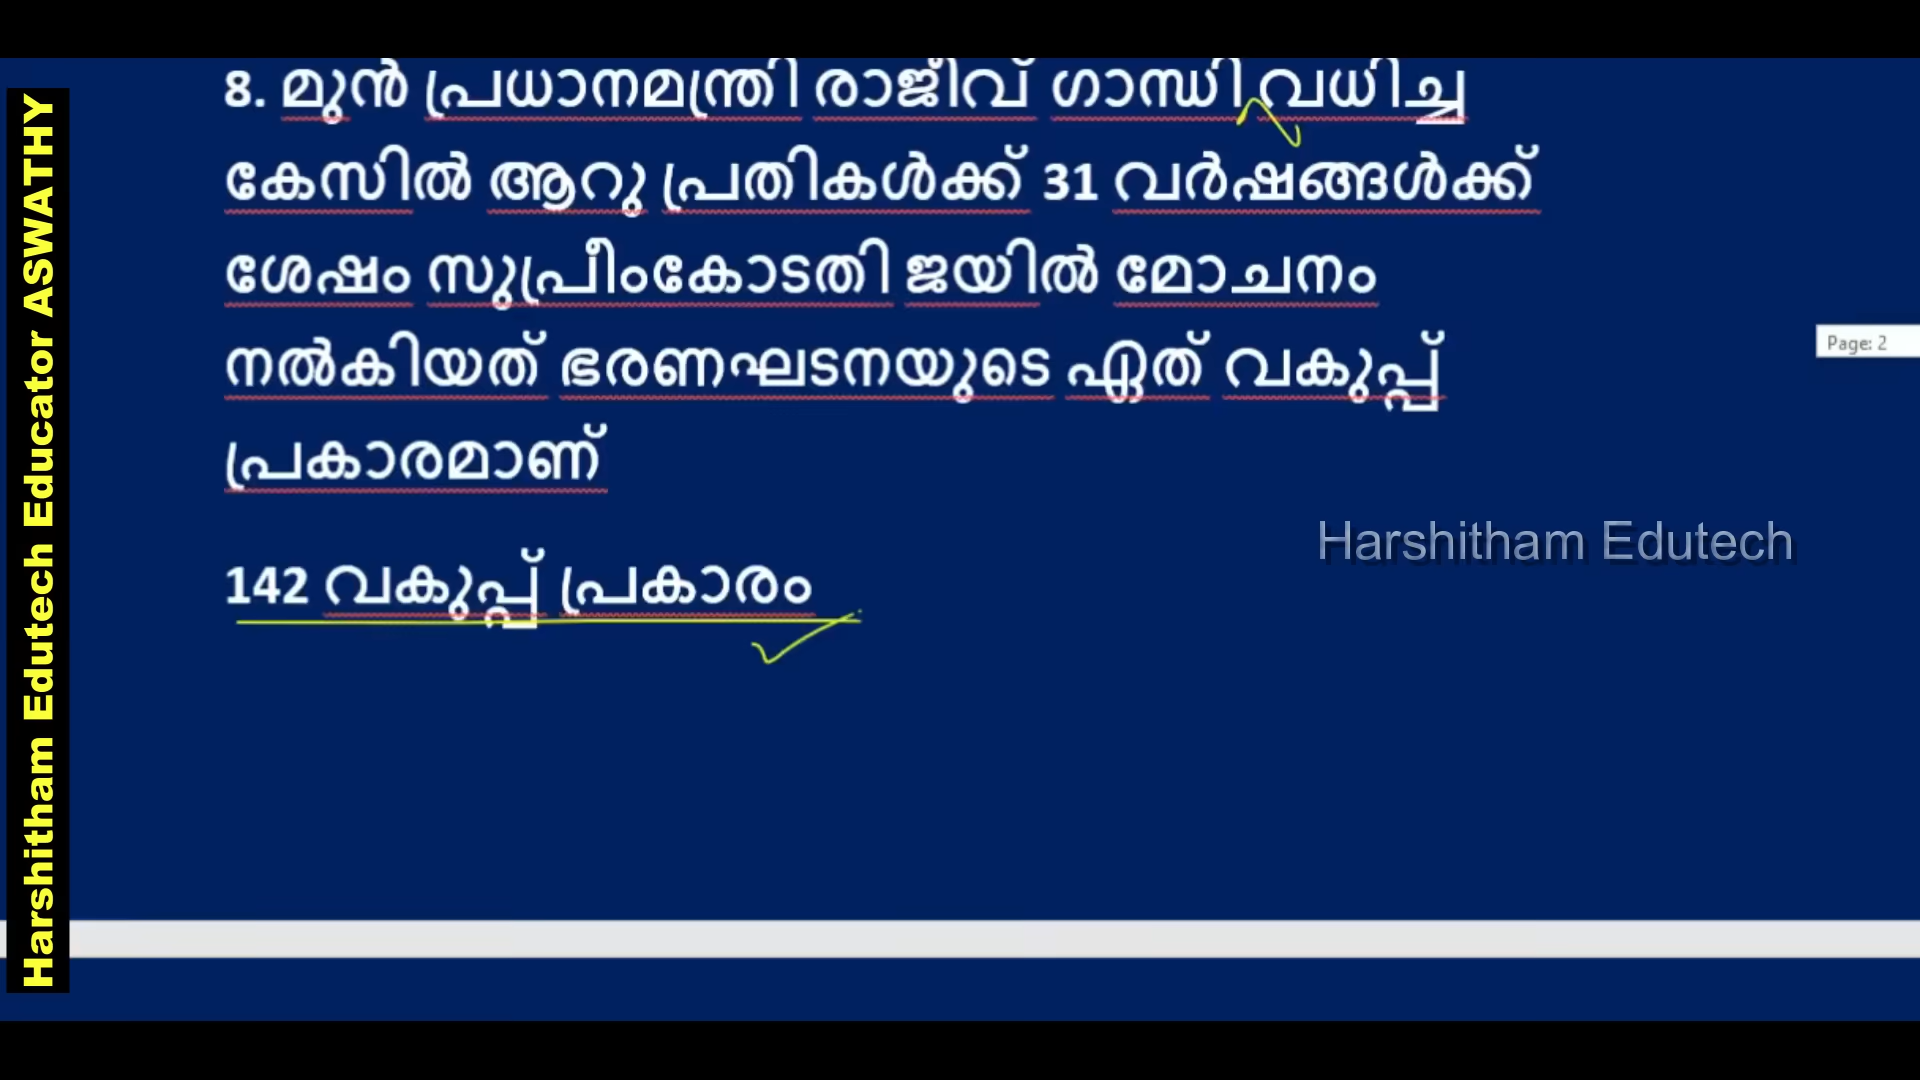 8. മുൻ പ്രധാനമന്ത്രി രാജീവ് ഗാന്ധി വധിച്ച
കേസിൽ ആറു പ്രതികൾക്ക് 31 വർഷങ്ങൾക്ക്
ശേഷം സുപ്രീംകോടതി ജയിൽ മോചനം
നൽകിയത് ഭരണഘടനയുടെ ഏത് വകുപ്പ്
പ്രകാരമാണ്
142 വകുപ്പ് പ്രകാരം
Page: 2
Harshitham Edutech
Harshitham Edutech Educator ASWATHY